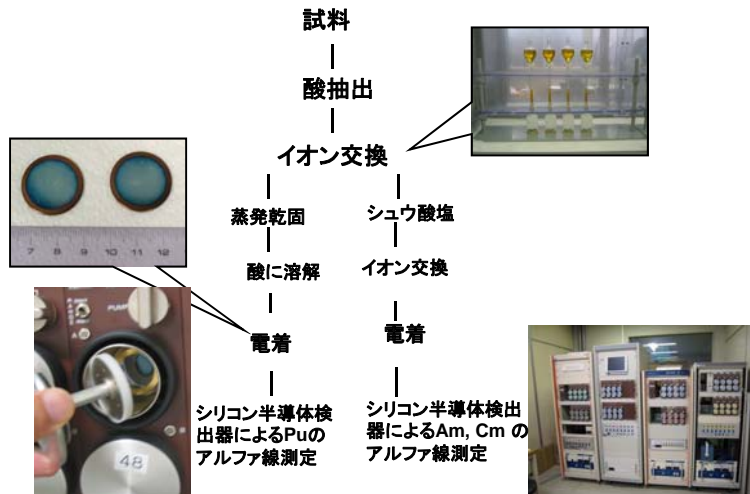 試料
酸抽出
イオン交換
蒸発乾固
シュウ酸塩
酸に溶解
イオン交換
電着
電着
シリコン半導体検
出器によるPuの
アルファ線測定
シリコン半導体検出
器によるAm, Cm の
アルファ線測定
7 8 9 10 11 12
PUMP
48